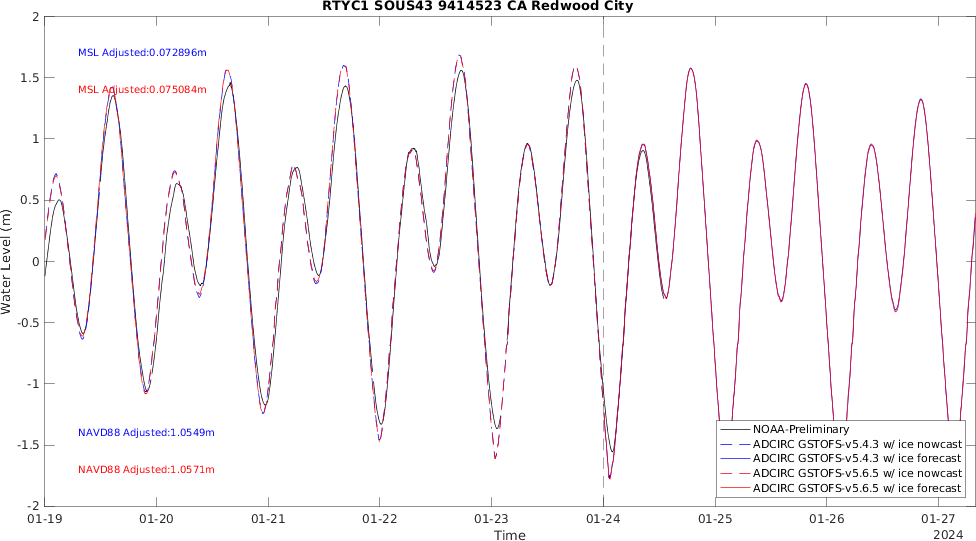 RTYC1 SOUS43 9414523 CA Redwood City
2
1.5
1
0.5
0
-0.5
-1
-1.5
-2
Water Level (m)
MSL Adjusted:0.072896m
MSL Adjusted:0.075084m
NAVD88 Adjusted:1.0549m
NAVD88 Adjusted:1.0571m
NOAA-Preliminary
ADCIRC GSTOFS-v5.4.3 w/ ice nowcast
ADCIRC GSTOFS-v5.4.3 w/ ice forecast
ADCIRC GSTOFS-v5.6.5 w/ ice nowcast
ADCIRC GSTOFS-v5.6.5 w/ ice forecast
01-19 01-20 01-21 01-22 01-23 01-24 01-25 01-26 01-27
Time
2024